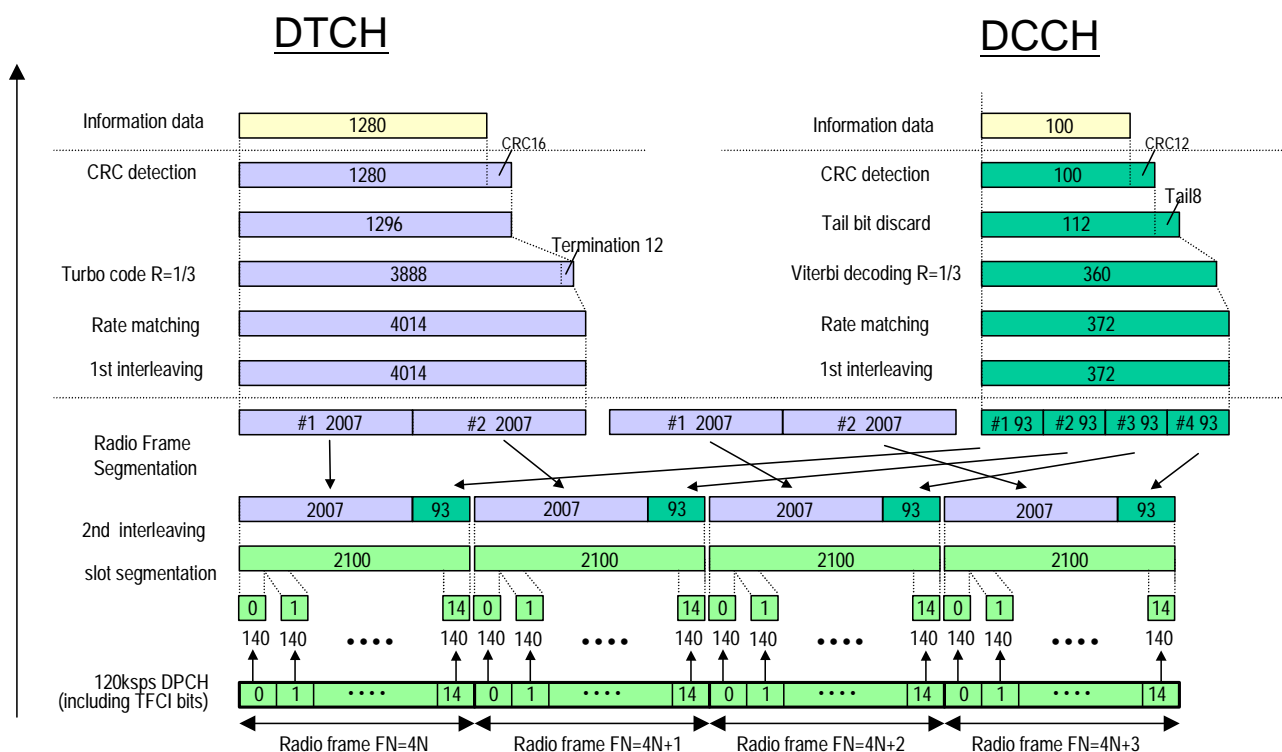 DTCH DCCH
Information data 1280 Information data 100
CRC16 CRC12
CRC detection 1280 CRC detection 100
Tail8
1296 Tail bit discard 112
Termination 12
Turbo code R=1/3 3888 Viterbi decoding R=1/3 360
Rate matching 4014 Rate matching 372
1st interleaving 4014 1st interleaving 372
#1 2007 #2 2007 #1 2007 #2 2007 #1 93 #2 93 #3 93 #4 93
Radio Frame
Segmentation
2007 93 2007 93 2007 93 2007 93
2nd interleaving
2100 2100 2100 2100
slot segmentation
0 1 14 0 1 14 0 1 14 0 1 14
140 140 •••• 140 140 140 •••• 140 140 140 •••• 140 140 140 •••• 140
120ksps DPCH
(including TFCI bits)
0 1 •••• 14 0 1 •••• 14 0 1 •••• 14 0 1 •••• 14
Radio frame FN=4N Radio frame FN=4N+1 Radio frame FN=4N+2 Radio frame FN=4N+3